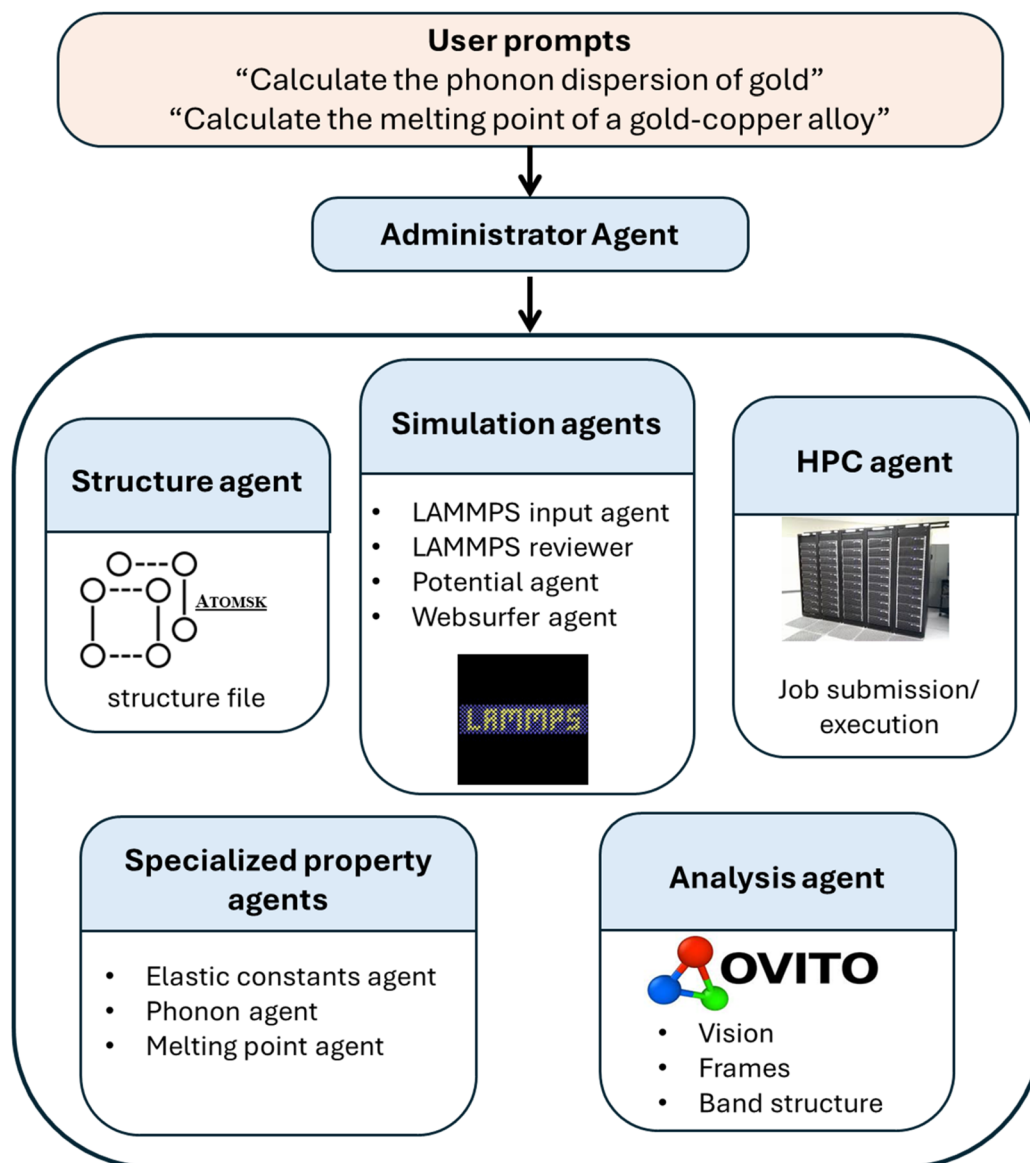 User prompts
“Calculate the phonon dispersion of gold”
“Calculate the melting point of a gold-copper alloy”
Administrator Agent
Structure agent
ATOMSK
structure file
Simulation agents
• LAMMPS input agent
• LAMMPS reviewer
• Potential agent
• Websurfer agent
LAMMPS
HPC agent
Job submission/
execution
Specialized property
agents
• Elastic constants agent
• Phonon agent
• Melting point agent
Analysis agent
OVITO
• Vision
• Frames
• Band structure